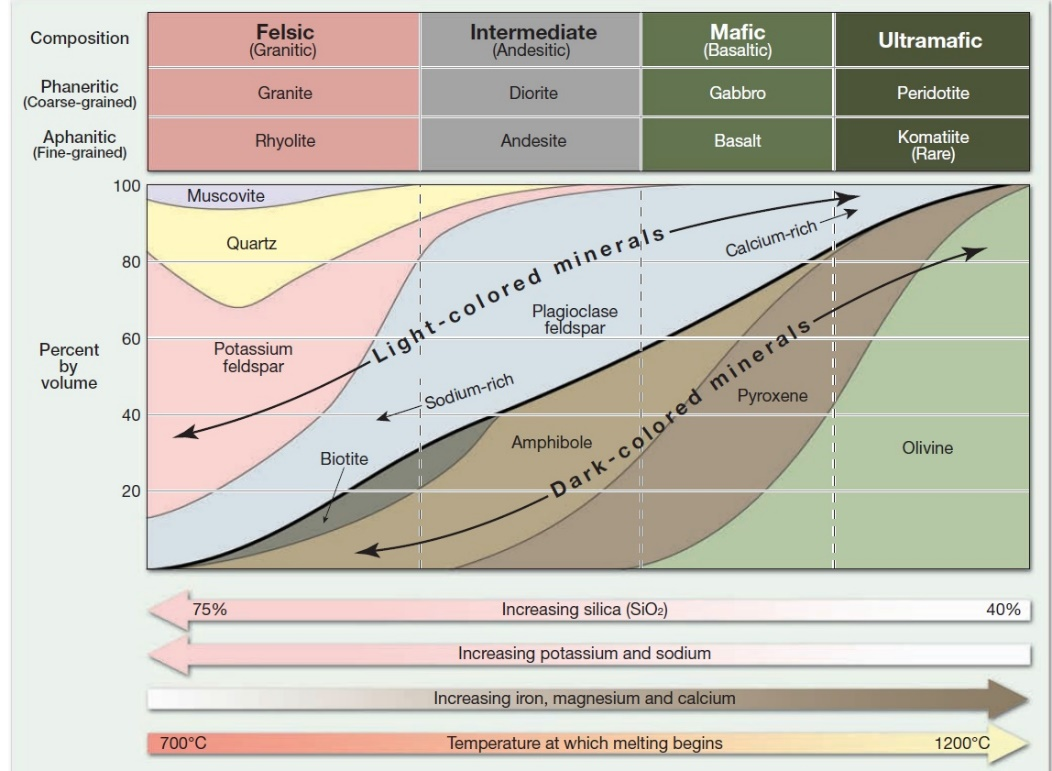 Composition
Felsic
(Granitic)
Intermediate
(Andesitic)
Mafic
(Basaltic)
Ultramafic
Phaneritic
(Coarse-grained)
Granite
Diorite
Gabbro
Peridotite
Aphanitic
(Fine-grained)
Rhyolite
Andesite
Basalt
Komatiite
(Rare)
100
80
60
40
20
Percent
by
volume
Muscovite
Quartz
Potassium
feldspar
Light-colored minerals
Calcium-rich
Plagioclase
feldspar
Sodium-rich
Biotite
Amphibole
Dark-colored minerals
Pyroxene
Olivine
75% Increasing silica (SiO₂) 40%
Increasing potassium and sodium
Increasing iron, magnesium and calcium
700°C Temperature at which melting begins 1200°C